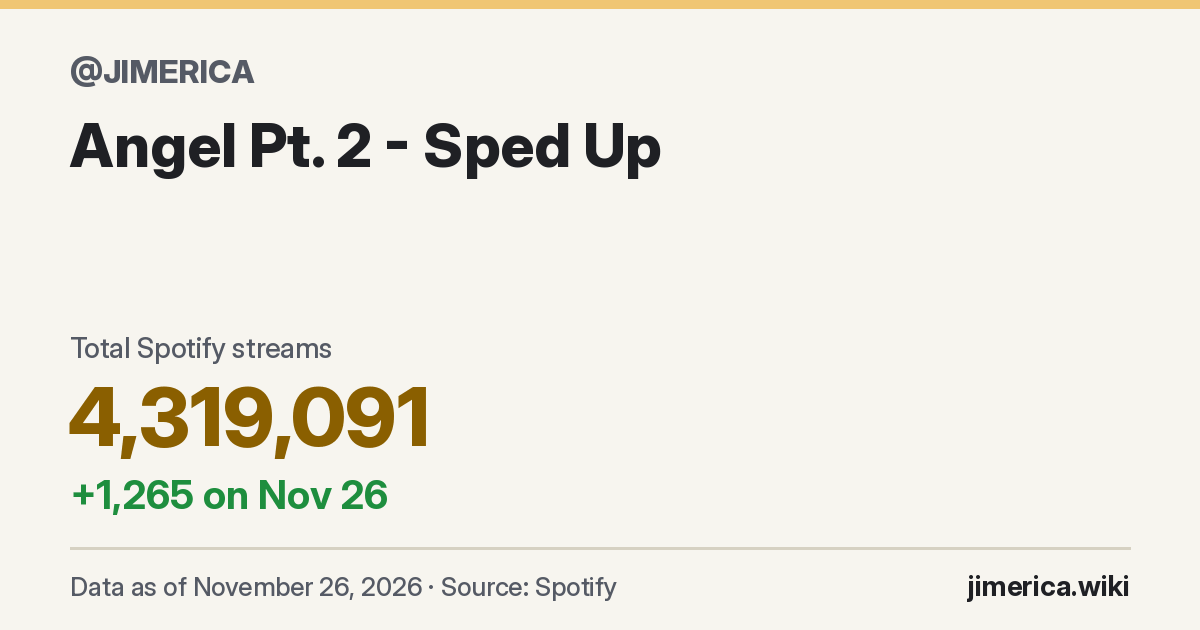 @JIMERICA
Angel Pt. 2 - Sped Up
Total Spotify streams
4,319,091
+1,265 on Nov 26
Data as of November 26, 2026 · Source: Spotify
jimerica.wiki